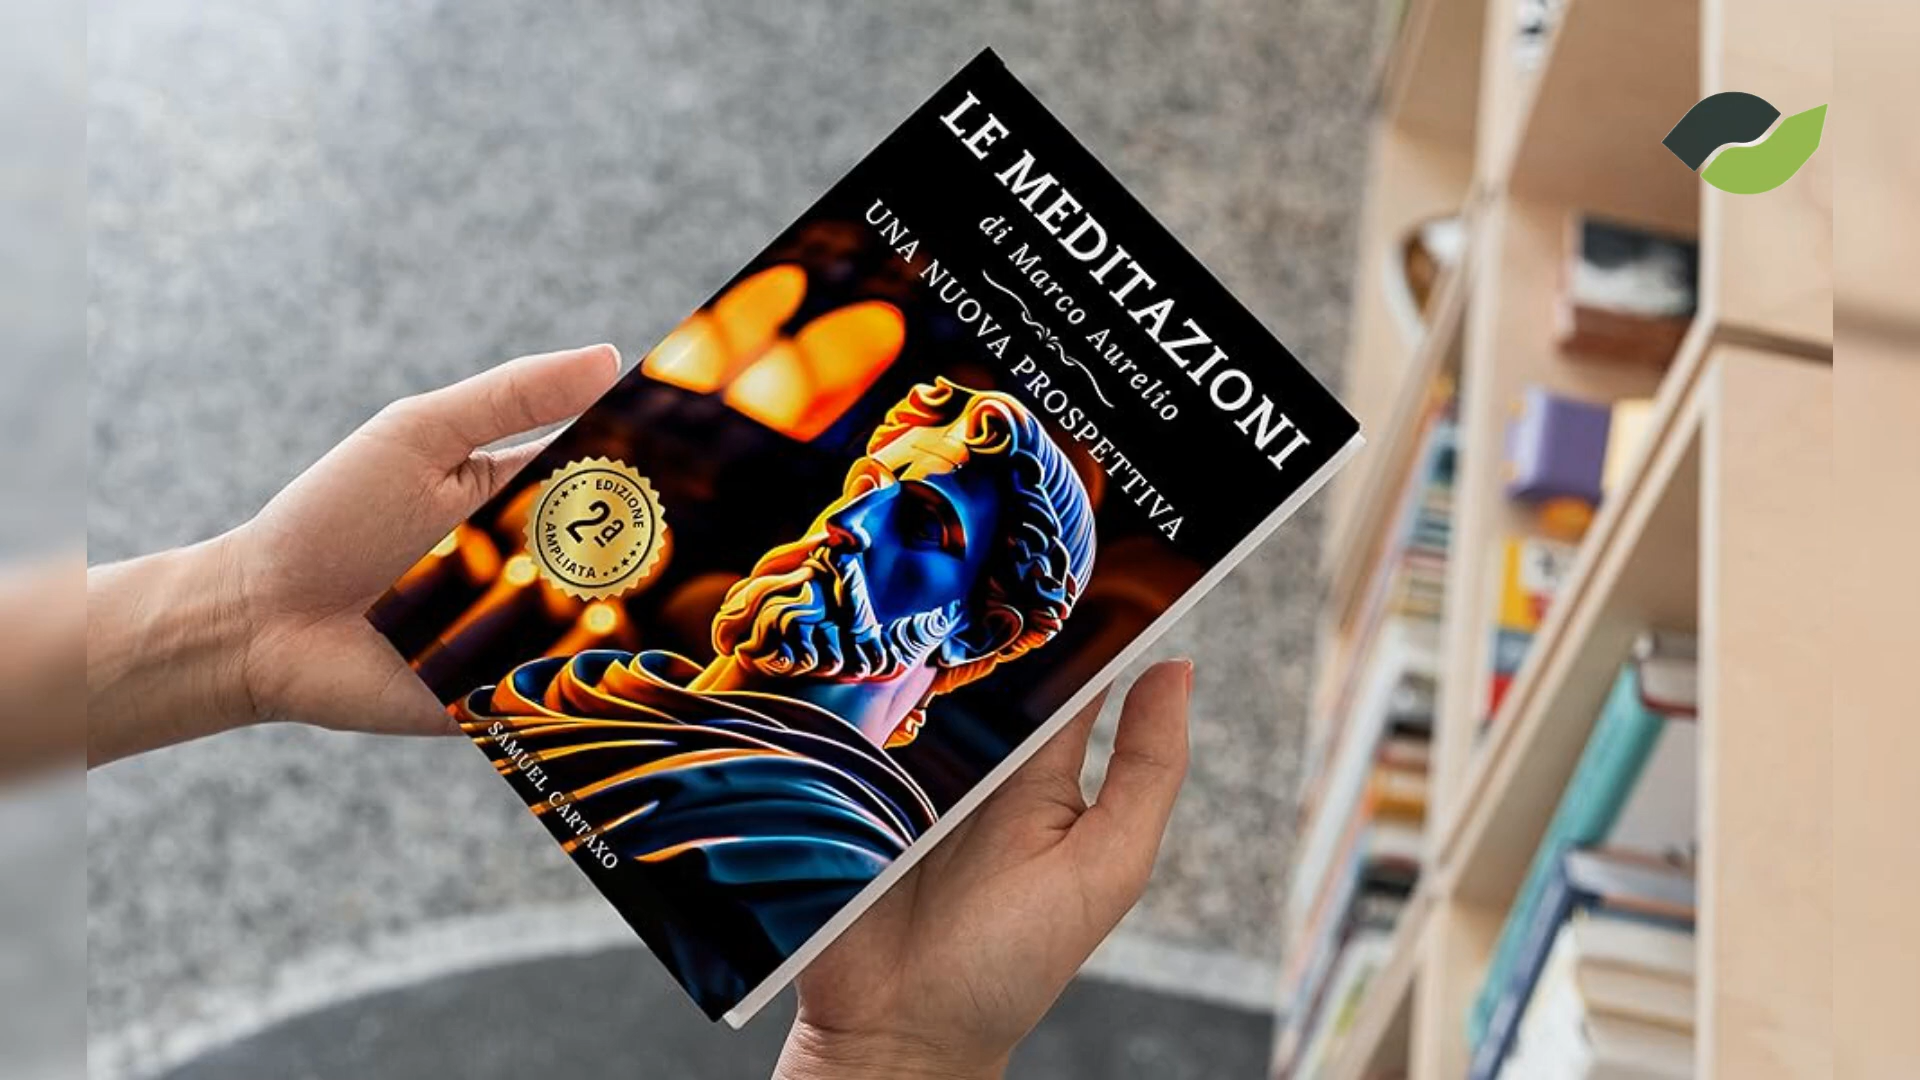 LE MEDITAZIONI
di Marco Aurelio
UNA NUOVA PROSPETTIVA
EDIZIONE
2ª
AMPLIATA
SAMUEL CARTAXO